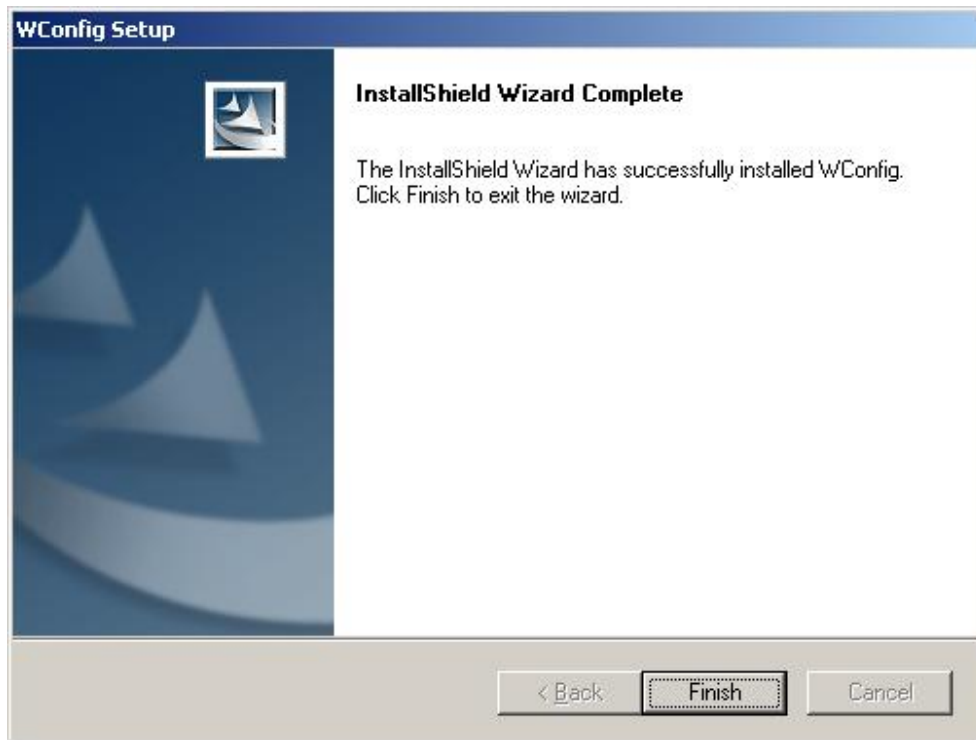 WConfig Setup
InstallShield Wizard Complete
The InstallShield Wizard has successfully installed WConfig.
Click Finish to exit the wizard.
< Back
Finish
Cancel